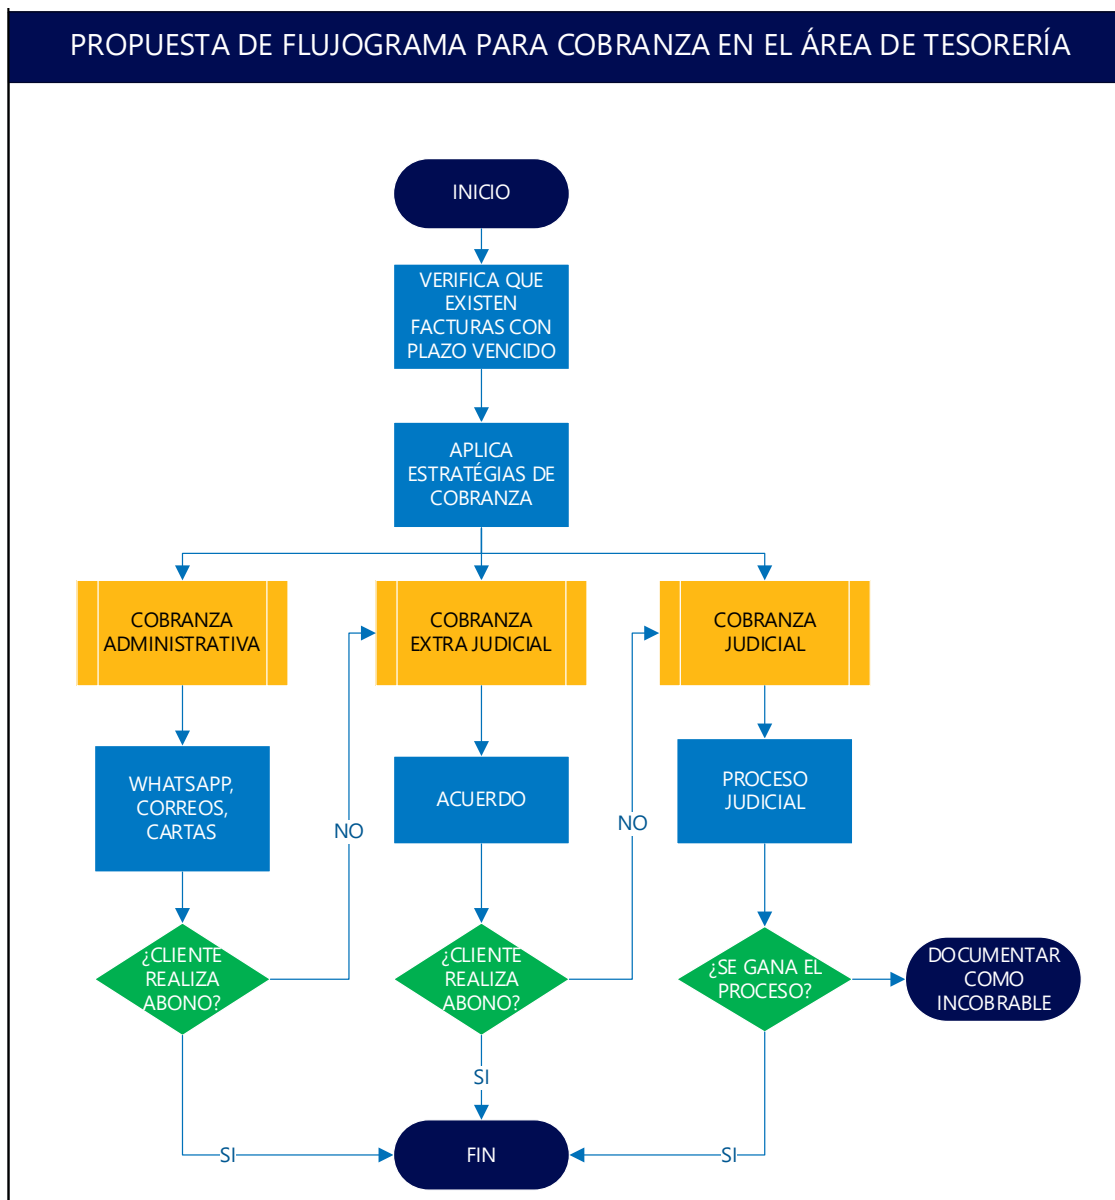 PROPUESTA DE FLUJOGRAMA PARA COBRANZA EN EL ÁREA DE TESORERÍA
INICIO
VERIFICA QUE
EXISTEN
FACTURAS CON
PLAZO VENCIDO
APLICA
ESTRATÉGIAS DE
COBRANZA
COBRANZA
ADMINISTRATIVA
COBRANZA
EXTRA JUDICIAL
COBRANZA
JUDICIAL
WHATSAPP,
CORREOS,
CARTAS
ACUERDO
PROCESO
JUDICIAL
NO
NO
¿CLIENTE
REALIZA
ABONO?
¿CLIENTE
REALIZA
ABONO?
¿SE GANA EL
PROCESO?
DOCUMENTAR
COMO
INCOBRABLE
SI
SI
FIN
SI